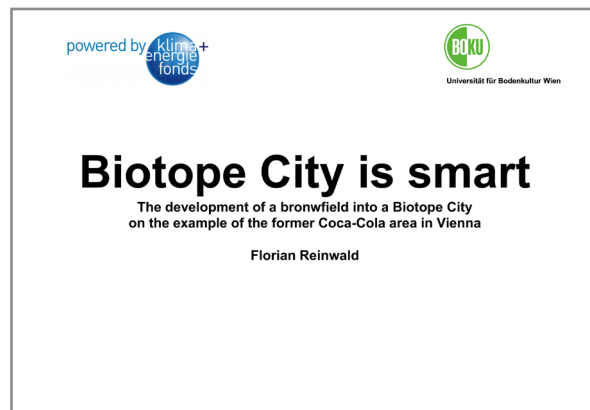 powered by klima+
energie
fonds
BOKU
Universität für Bodenkultur Wien
Biotope City is smart
The development of a bronwfield into a Biotope City
on the example of the former Coca-Cola area in Vienna
Florian Reinwald